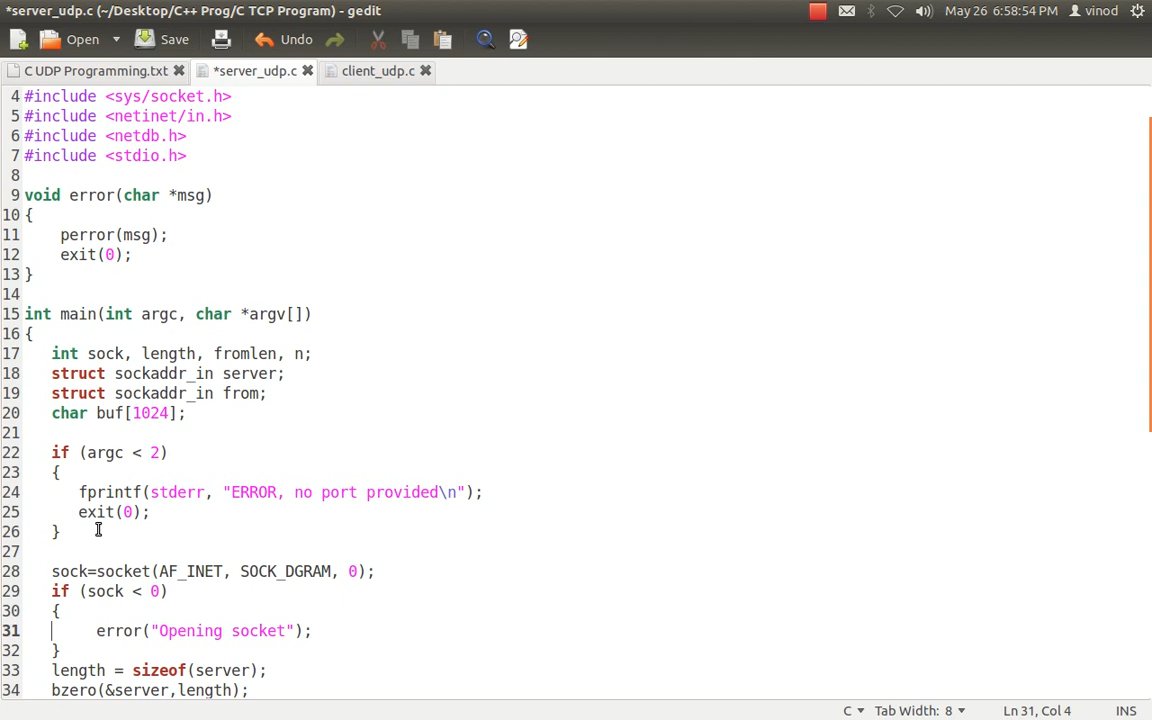 *server_udp.c (~/Desktop/C++ Prog/C TCP Program) - gedit
May 26 6:58:54 PM vinod
Open Save Undo
C UDP Programming.txt *server_udp.c client_udp.c
4 #include <sys/socket.h>
5 #include <netinet/in.h>
6 #include <netdb.h>
7 #include <stdio.h>
8
9 void error(char *msg)
10 {
11     perror(msg);
12     exit(0);
13 }
14
15 int main(int argc, char *argv[])
16 {
17    int sock, length, fromlen, n;
18    struct sockaddr_in server;
19    struct sockaddr_in from;
20    char buf[1024];
21
22    if (argc < 2)
23    {
24       fprintf(stderr, "ERROR, no port provided\n");
25       exit(0);
26    }
27
28    sock=socket(AF_INET, SOCK_DGRAM, 0);
29    if (sock < 0)
30    {
31         error("Opening socket");
32    }
33    length = sizeof(server);
34    bzero(&server,length);
C Tab Width: 8 Ln 31, Col 4 INS